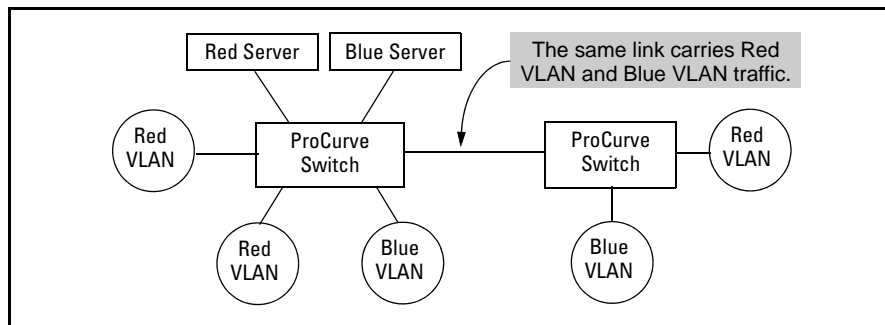 Red Server
Blue Server
The same link carries Red
VLAN and Blue VLAN traffic.
Red
VLAN
ProCurve
Switch
ProCurve
Switch
Red
VLAN
Red
VLAN
Blue
VLAN
Blue
VLAN